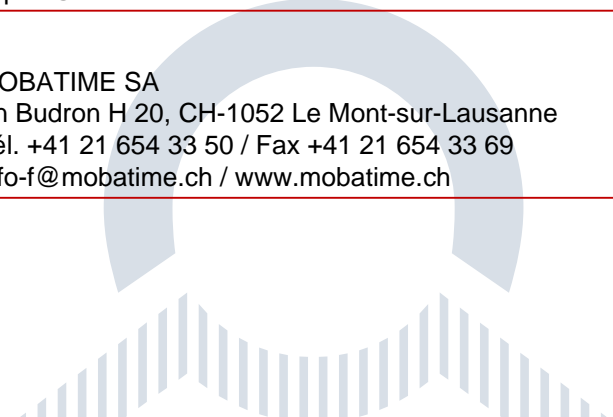 OBATIME SA
n Budron H 20, CH-1052 Le Mont-sur-Lausanne
él. +41 21 654 33 50 / Fax +41 21 654 33 69
fo-f@mobatime.ch / www.mobatime.ch